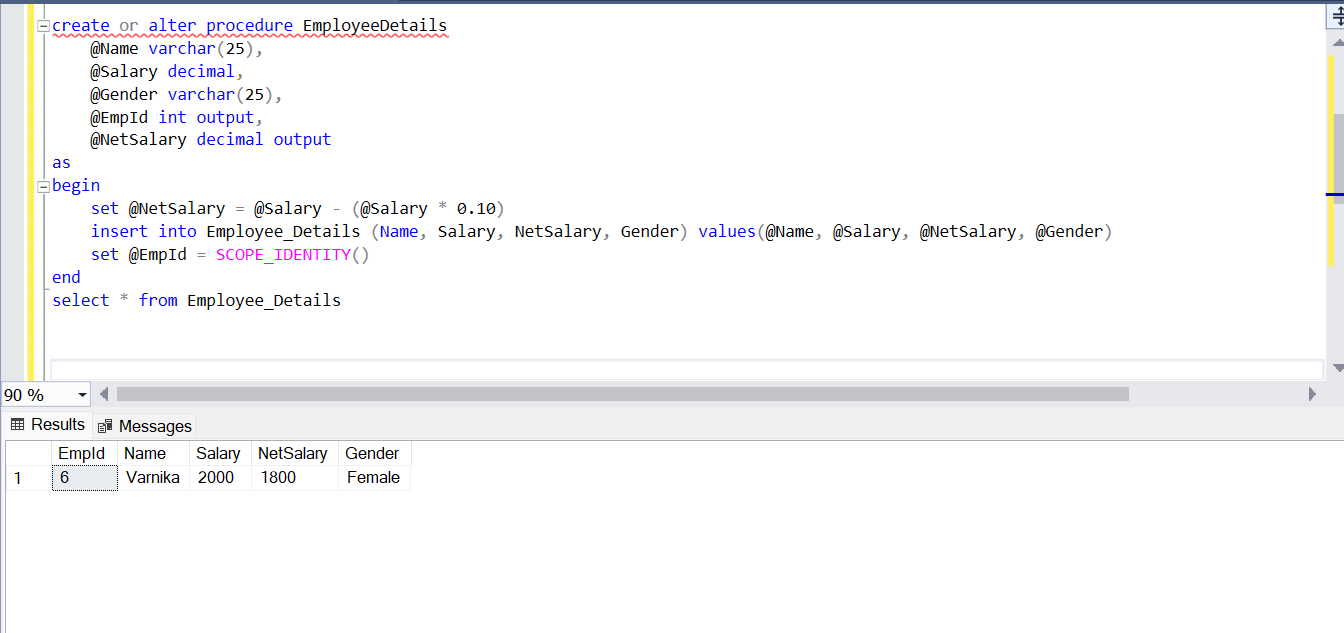 create or alter procedure EmployeeDetails
@Name varchar(25),
@Salary decimal,
@Gender varchar(25),
@EmpId int output,
@NetSalary decimal output
as
begin
set @NetSalary = @Salary - (@Salary * 0.10)
insert into Employee_Details (Name, Salary, NetSalary, Gender) values(@Name, @Salary, @NetSalary, @Gender)
set @EmpId = SCOPE_IDENTITY()
end
select * from Employee_Details
90 %
Results Messages
EmpId Name Salary NetSalary Gender
1 6 Varnika 2000 1800 Female